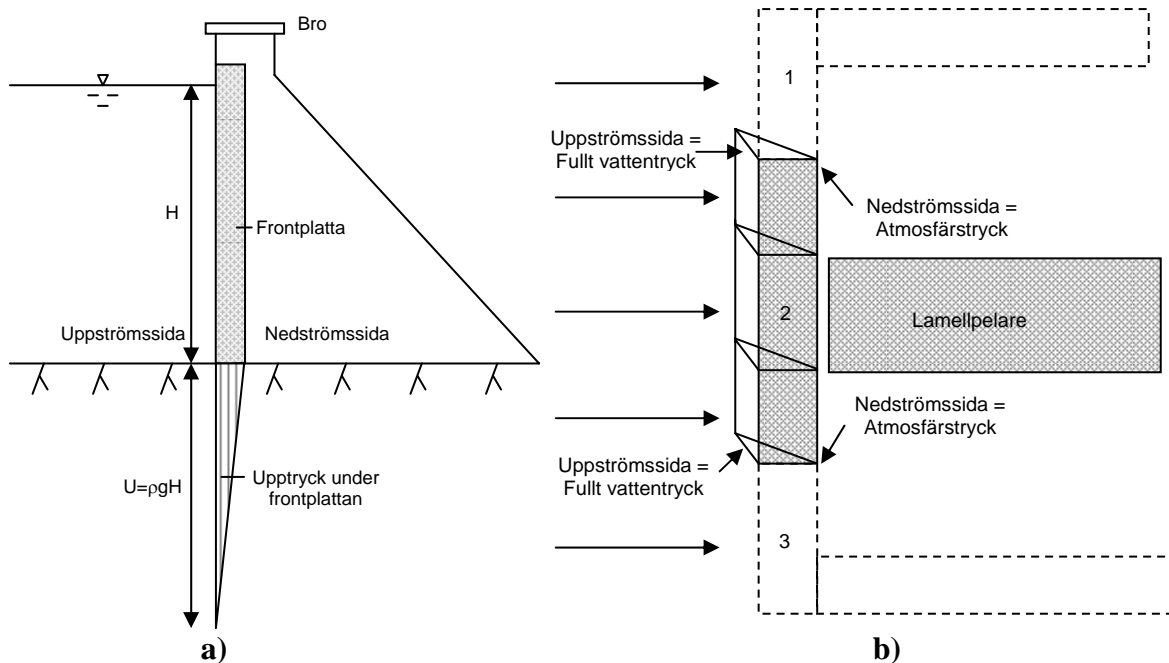 Bro
H
Frontplatta
Uppströmssida
Nedströmssida
U=ρgH
Upptryck under
frontplattan
a)
1
Uppströmssida =
Fullt vattentryck
Nedströmssida =
Atmosfärstryck
2
Lamellpelare
Nedströmssida =
Atmosfärstryck
Uppströmssida =
Fullt vattentryck
3
b)